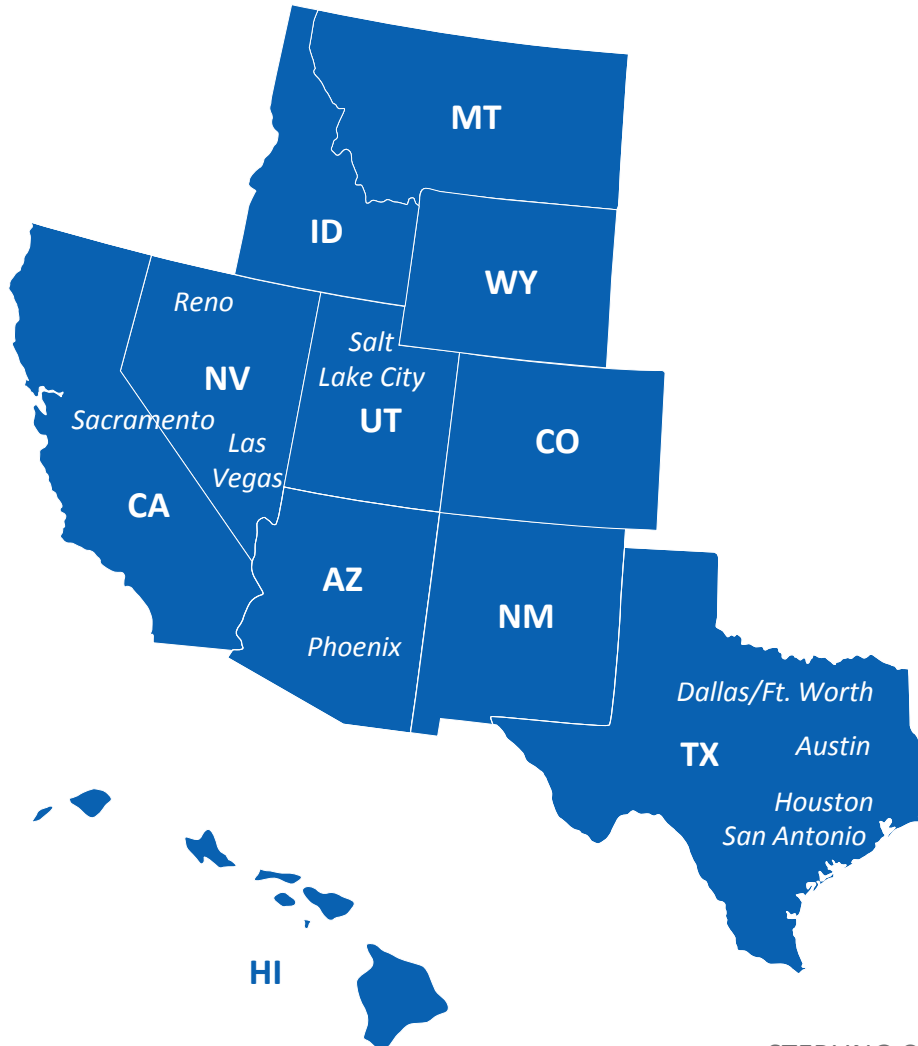 MT
ID
WY
Reno
Salt
Lake City
NV
UT
Sacramento
Las
Vegas
CO
CA
AZ
NM
Phoenix
Dallas/Ft. Worth
TX
Austin
Houston
San Antonio
HI